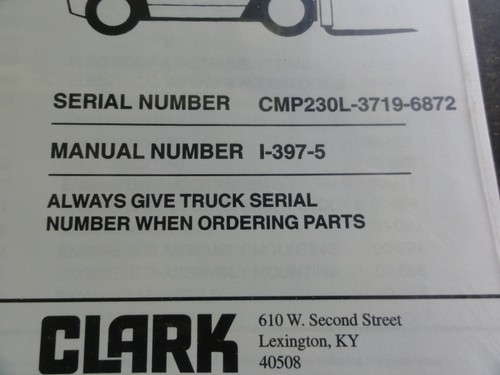 SERIAL NUMBER CMP230L-3719-6872
MANUAL NUMBER I-397-5
ALWAYS GIVE TRUCK SERIAL
NUMBER WHEN ORDERING PARTS
CLARK
610 W. Second Street
Lexington, KY
40508